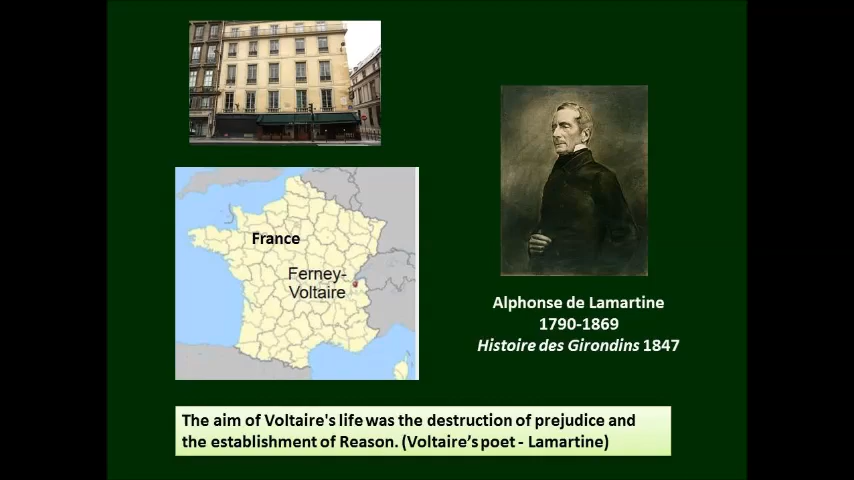 France
Ferney-
Voltaire
Alphonse de Lamartine
1790-1869
Histoire des Girondins 1847
The aim of Voltaire's life was the destruction of prejudice and
the establishment of Reason. (Voltaire's poet - Lamartine)